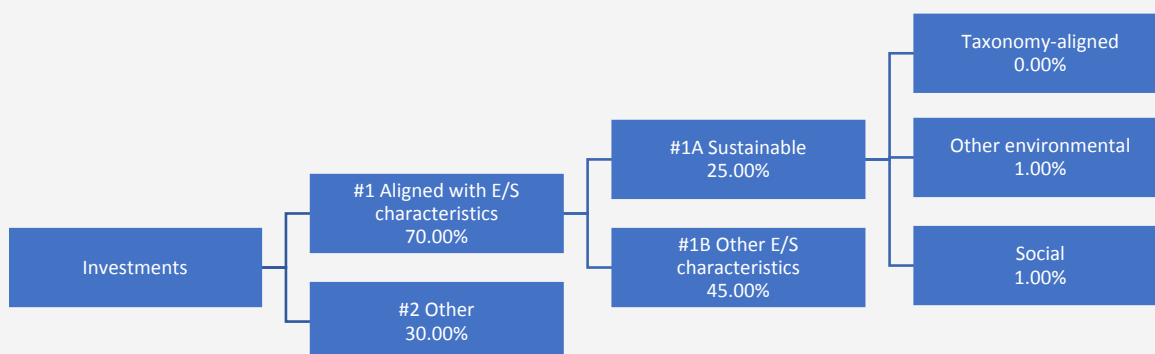 Investments
#1 Aligned with E/S
characteristics
70.00%
#2 Other
30.00%
#1A Sustainable
25.00%
#1B Other E/S
characteristics
45.00%
Taxonomy-aligned
0.00%
Other environmental
1.00%
Social
1.00%